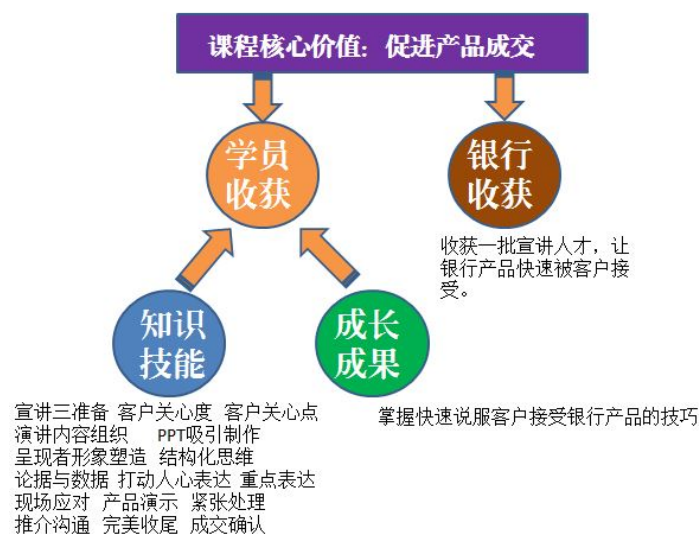 课程核心价值：促进产品成交
学员
收获
银行
收获
收获一批宣讲人才，让
银行产品快速被客户接
受。
知识
技能
成长
成果
宣讲三准备 客户关心度 客户关心点
演讲内容组织 PPT吸引制作
呈现者形象塑造 结构化思维
论据与数据 打动人心表达 重点表达
现场应对 产品演示 紧张处理
推介沟通 完美收尾 成交确认
掌握快速说服客户接受银行产品的技巧